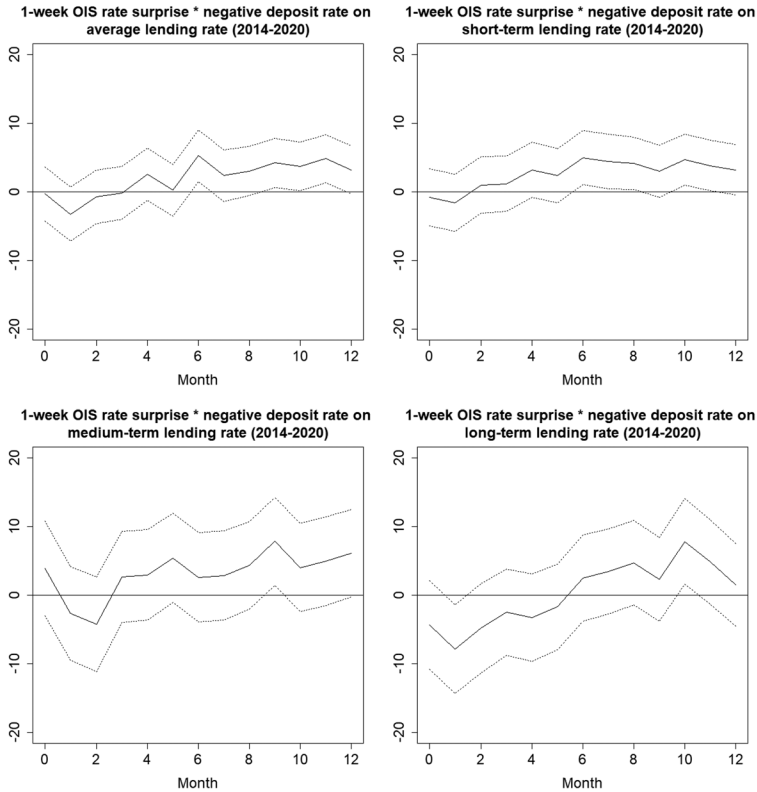 1-week OIS rate surprise * negative deposit rate on
average lending rate (2014-2020)
20
10
0
-10
-20
0 2 4 6 8 10 12
Month
1-week OIS rate surprise * negative deposit rate on
short-term lending rate (2014-2020)
20
10
0
-10
-20
0 2 4 6 8 10 12
Month
1-week OIS rate surprise * negative deposit rate on
medium-term lending rate (2014-2020)
20
10
0
-10
-20
0 2 4 6 8 10 12
Month
1-week OIS rate surprise * negative deposit rate on
long-term lending rate (2014-2020)
20
10
0
-10
-20
0 2 4 6 8 10 12
Month